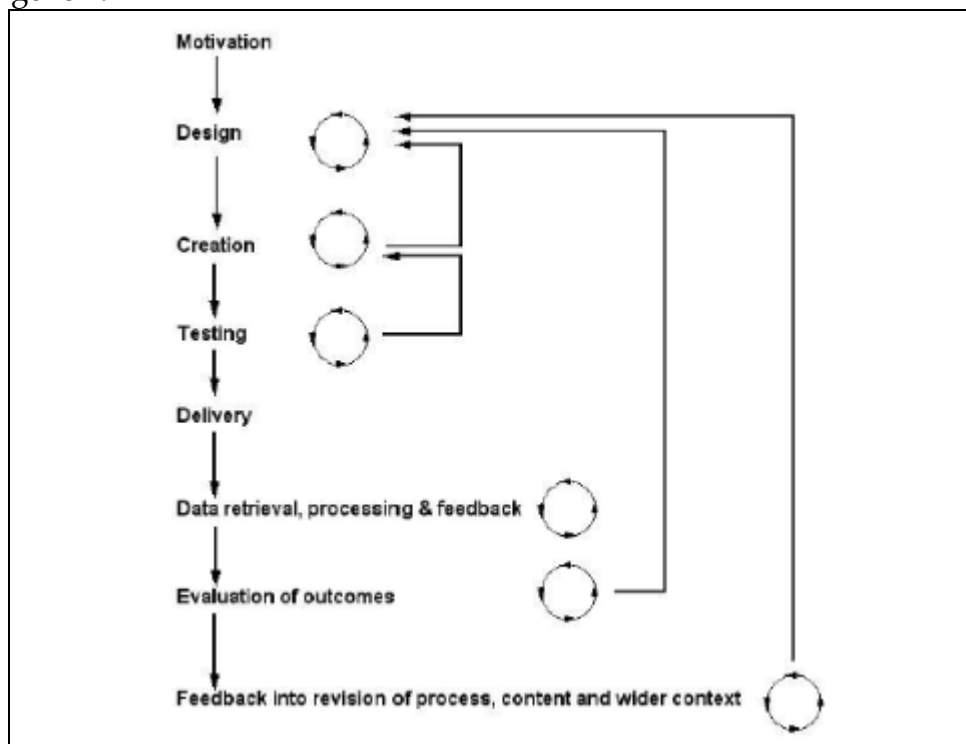 Motivation
Design
Creation
Testing
Delivery
Data retrieval, processing & feedback
Evaluation of outcomes
Feedback into revision of process, content and wider context